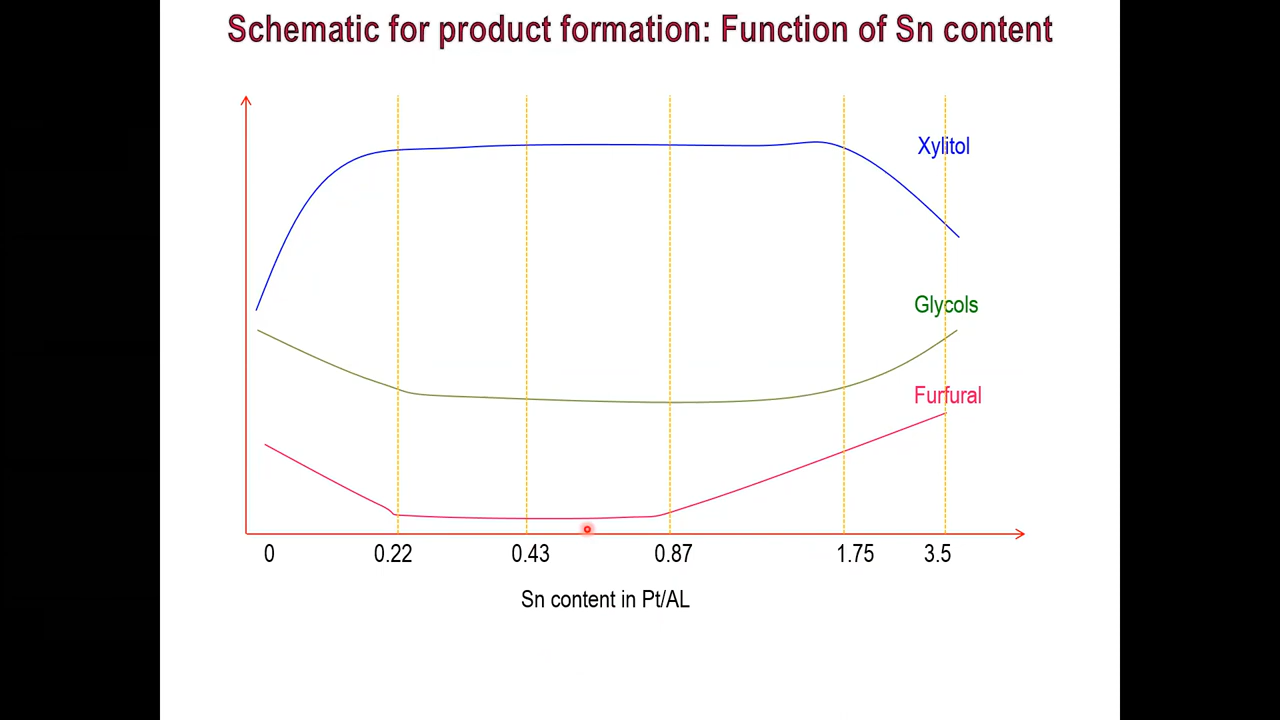 Schematic for product formation: Function of Sn content
Xylitol
Glycols
Furfural
0 0.22 0.43 0.87 1.75 3.5
Sn content in Pt/AL